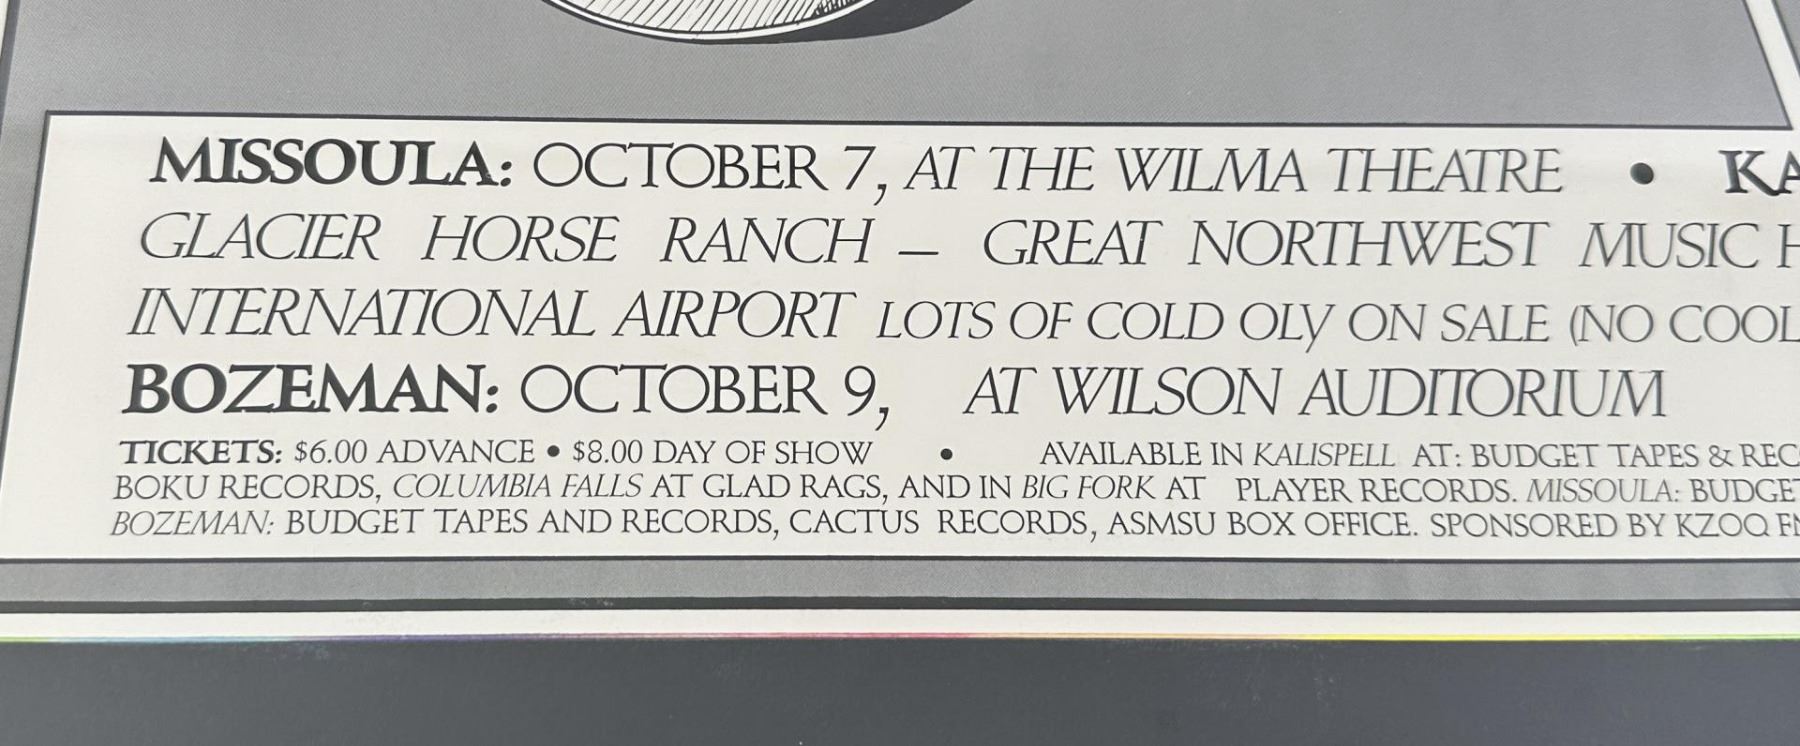 MISSOULA: OCTOBER 7, AT THE WILMA THEATRE •
GLACIER HORSE RANCH – GREAT NORTHWEST MUSIC
INTERNATIONAL AIRPORT LOTS OF COLD OLY ON SALE (NO
BOZEMAN: OCTOBER 9, AT WILSON AUDITORIUM
TICKETS: $6.00 ADVANCE • $8.00 DAY OF SHOW • AVAILABLE IN KALISPELL AT: BUDGET TAPES &
BOKU RECORDS, COLUMBIA FALLS AT GLAD RAGS, AND IN BIG FORK AT PLAYER RECORDS. MISSOULA:
BOZEMAN: BUDGET TAPES AND RECORDS, CACTUS RECORDS, ASMSU BOX OFFICE. SPONSORED BY KZOQ